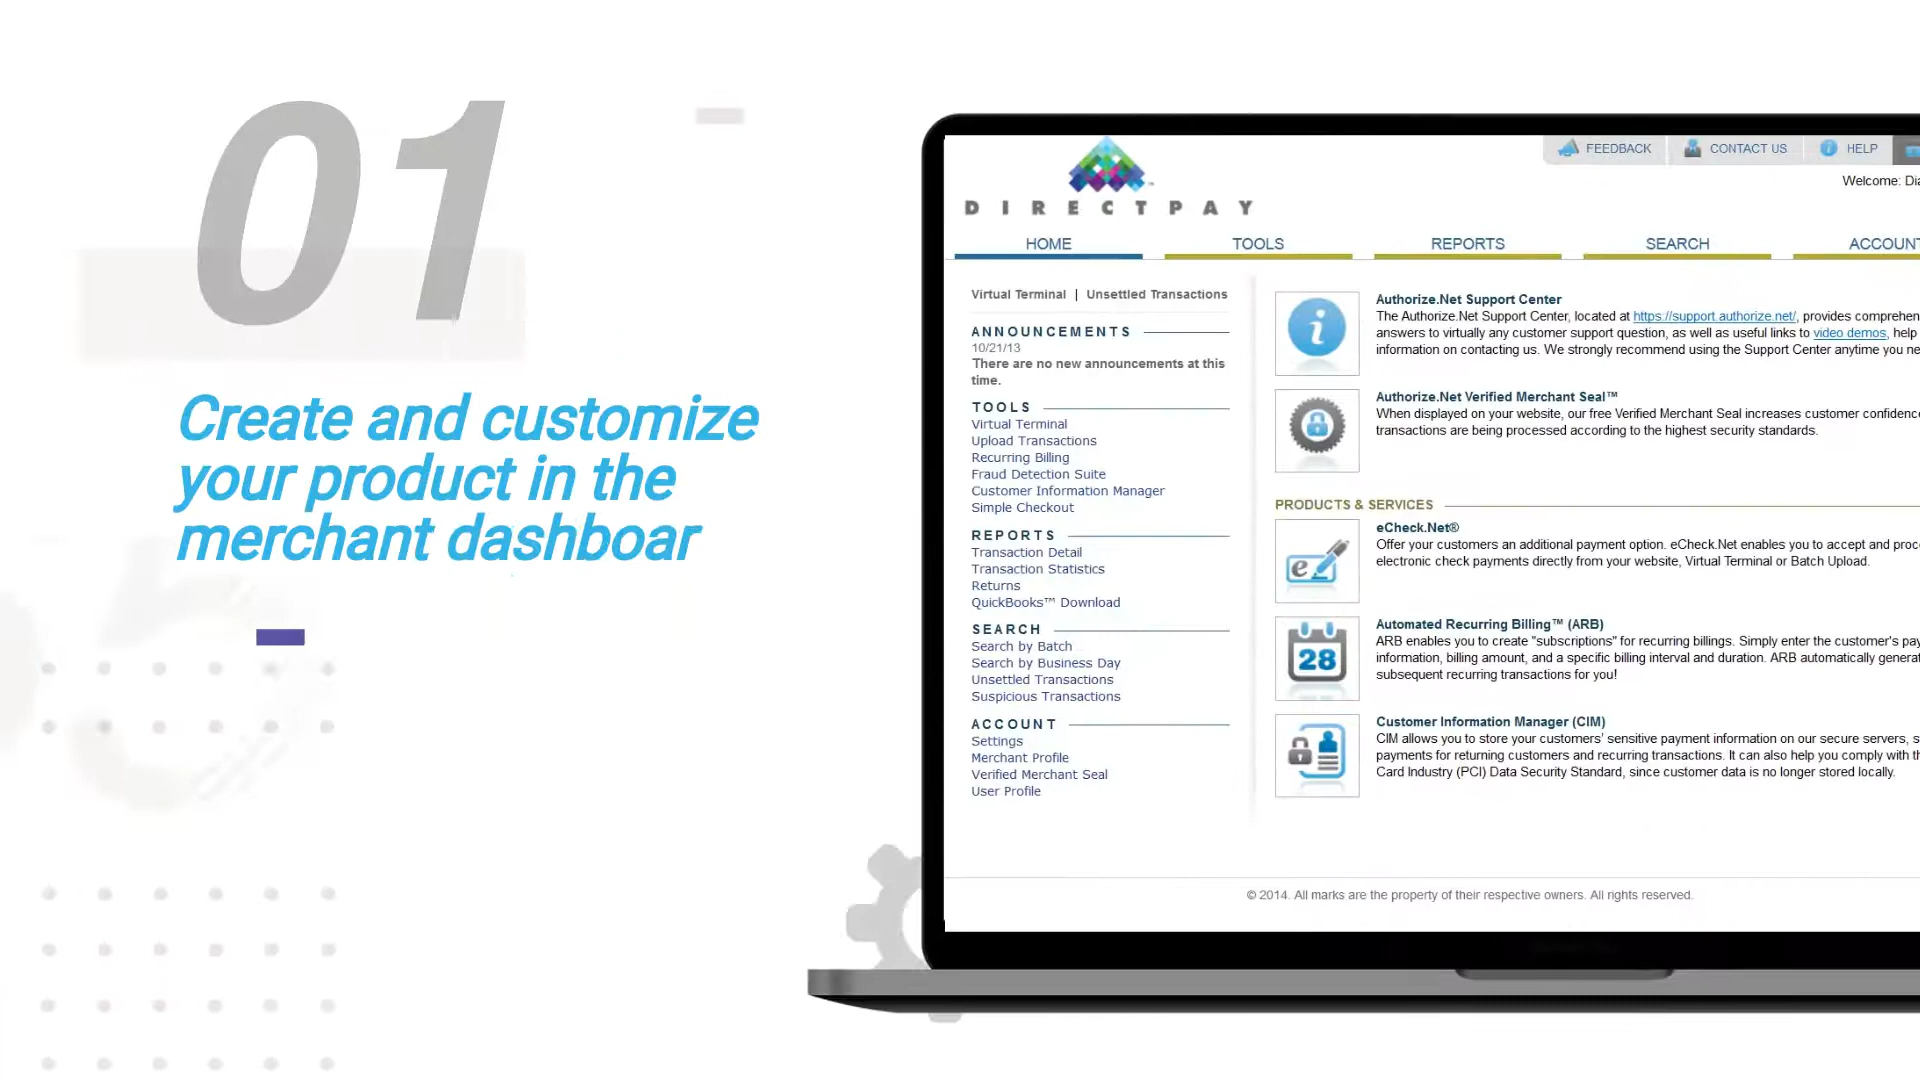 01
Create and customize
your product in the
merchant dashboar
DIRECTPAY
FEEDBACK
CONTACT US
HELP
Welcome:
HOME
TOOLS
REPORTS
SEARCH
ACCOUNT
Virtual Terminal | Unsettled Transactions
ANNOUNCEMENTS
10/21/13
There are no new announcements at this
time.
TOOLS
Virtual Terminal
Upload Transactions
Recurring Billing
Fraud Detection Suite
Customer Information Manager
Simple Checkout
REPORTS
Transaction Detail
Transaction Statistics
Returns
QuickBooks™ Download
SEARCH
Search by Batch
Search by Business Day
Unsettled Transactions
Suspicious Transactions
ACCOUNT
Settings
Merchant Profile
Verified Merchant Seal
User Profile
Authorize.Net Support Center
The Authorize.Net Support Center, located at https://support.authorize.net/, provides
answers to virtually any customer support question, as well as useful links to video demos, help
information on contacting us. We strongly recommend using the Support Center anytime you
Authorize.Net Verified Merchant Seal™
When displayed on your website, our free Verified Merchant Seal increases customer confidence
transactions are being processed according to the highest security standards.
PRODUCTS & SERVICES
eCheck.Net®
Offer your customers an additional payment option. eCheck.Net enables you to accept and
electronic check payments directly from your website, Virtual Terminal or Batch Upload.
28
Automated Recurring Billing™ (ARB)
ARB enables you to create "subscriptions" for recurring billings. Simply enter the customer's
information, billing amount, and a specific billing interval and duration. ARB automatically
subsequent recurring transactions for you!
Customer Information Manager (CIM)
CIM allows you to store your customers' sensitive payment information on our secure servers,
payments for returning customers and recurring transactions. It can also help you comply with
Card Industry (PCI) Data Security Standard, since customer data is no longer stored locally.
© 2014. All marks are the property of their respective owners. All rights reserved.